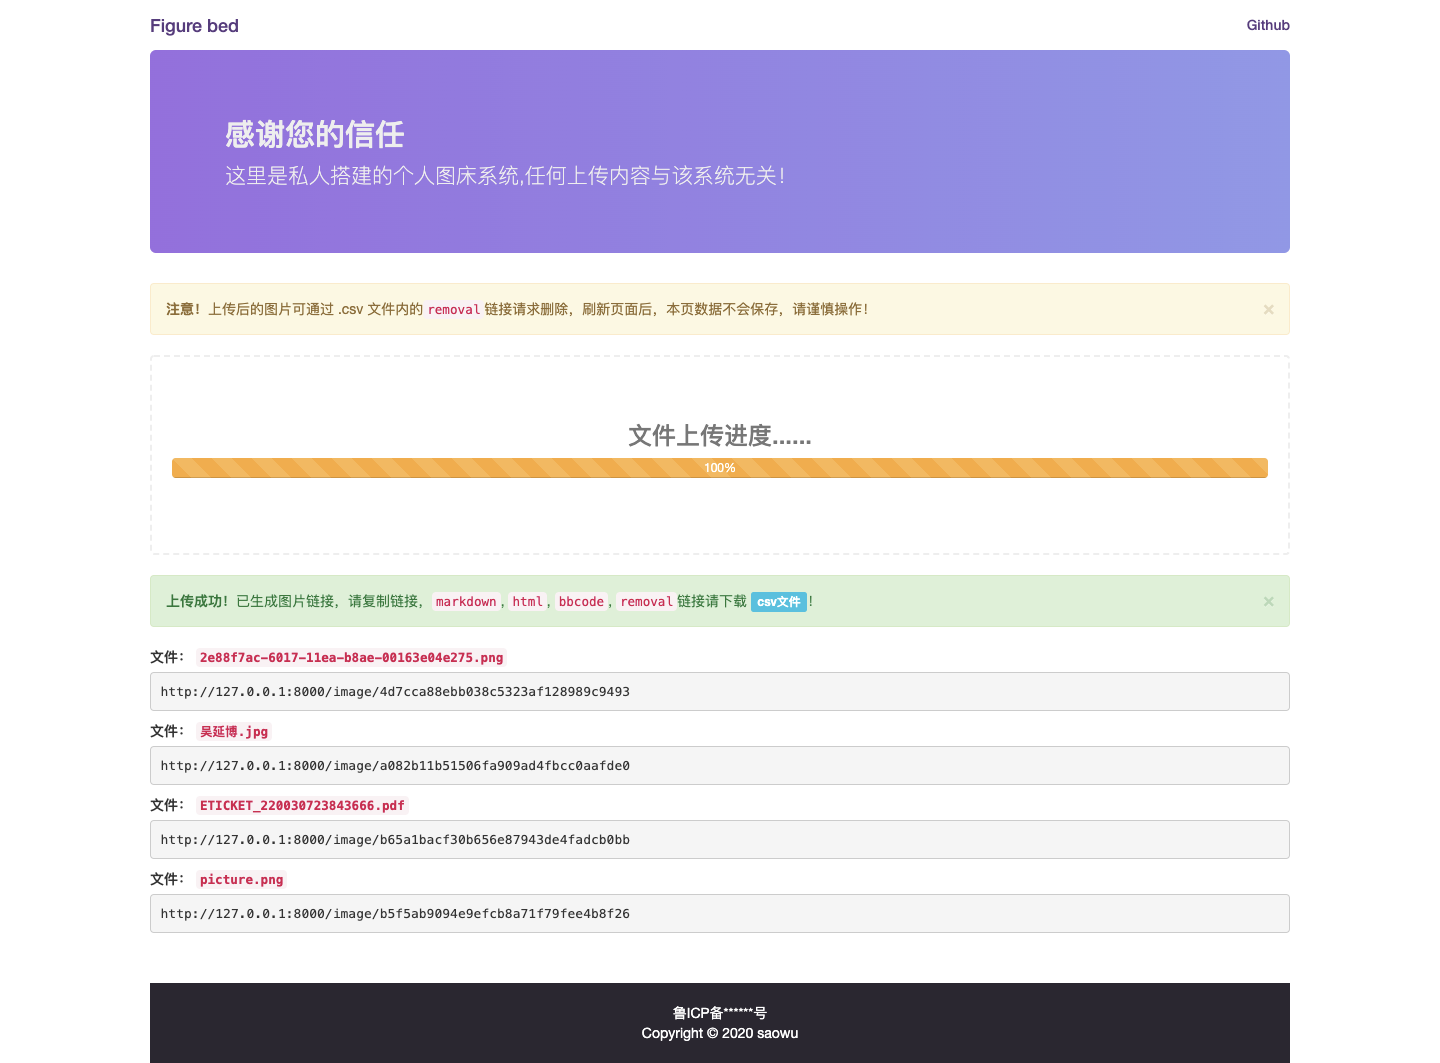 Figure bed
Github
感谢您的信任
这里是私人搭建的个人图床系统,任何上传内容与该系统无关！
注意！上传后的图片可通过 .csv 文件内的 removal 链接请求删除，刷新页面后，本页数据不会保存，请谨慎操作！ ×
文件上传进度......
100%
上传成功！已生成图片链接，请复制链接，markdown, html, bbcode, removal 链接请下载 csv文件！ ×
文件： 2e88f7ac-6017-11ea-b8ae-00163e04e275.png
http://127.0.0.1:8000/image/4d7cca88ebb038c5323af128989c9493
文件： 吴延博.jpg
http://127.0.0.1:8000/image/a082b11b51506fa909ad4fbcc0aafde0
文件： ETICKET_220030723843666.pdf
http://127.0.0.1:8000/image/b65a1bacf30b656e87943de4fadcb0bb
文件： picture.png
http://127.0.0.1:8000/image/b5f5ab9094e9efcb8a71f79fee4b8f26
鲁ICP备******号
Copyright © 2020 saowu